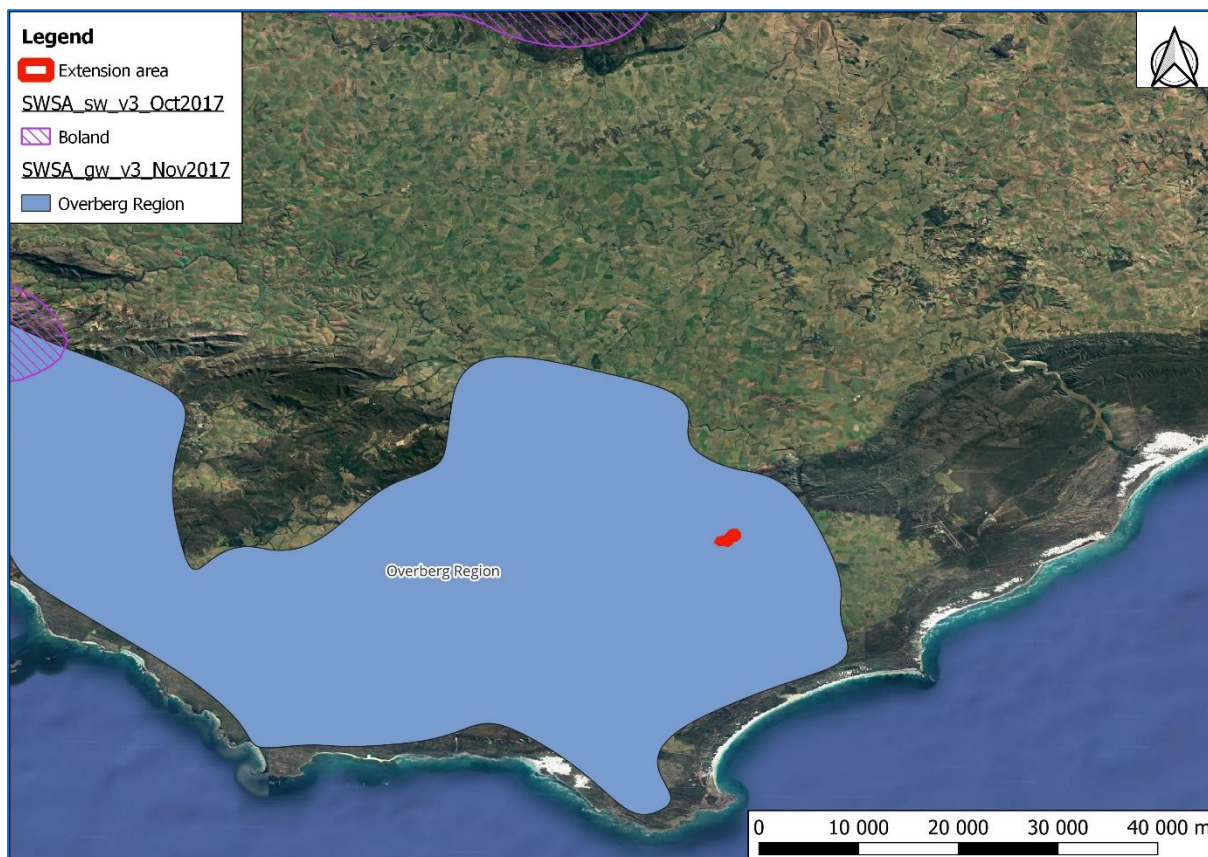 Legend
Extension area
SWSA_sw_v3_Oct2017
Boland
SWSA_gw_v3_Nov2017
Overberg Region
Overberg Region
0 10 000 20 000 30 000 40 000 m